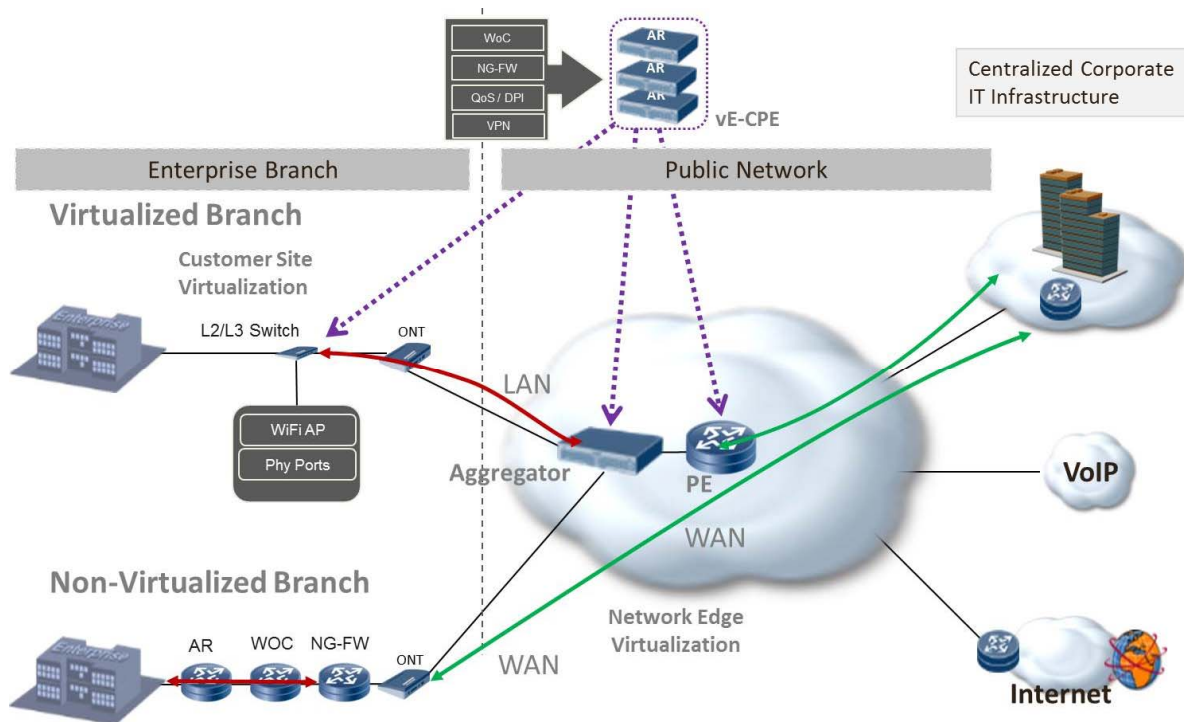 WoC
NG-FW
QoS / DPI
VPN
AR
AR
AR
vE-CPE
Centralized Corporate
IT Infrastructure
Enterprise Branch
Public Network
Virtualized Branch
Customer Site
Virtualization
Enterprise
L2/L3 Switch
ONT
LAN
WiFi AP
Phy Ports
Aggregator
PE
VoIP
WAN
Non-Virtualized Branch
Network Edge
Virtualization
Enterprise
AR
WOC
NG-FW
ONT
WAN
Internet